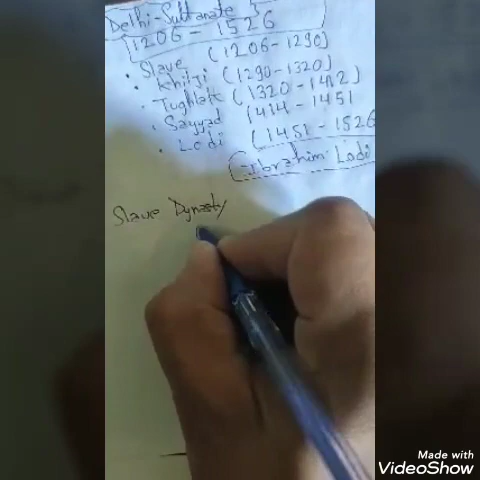 Delhi-Sultanate
1206 - 1526
• Slave (1206-1290)
• Khilji (1290-1320)
• Tughlak (1320-1412)
• Sayyad 1414-1451
• Lodi (1451-1526
Ibrahim Lodi
Slave Dynasty
Made with
VideoShow